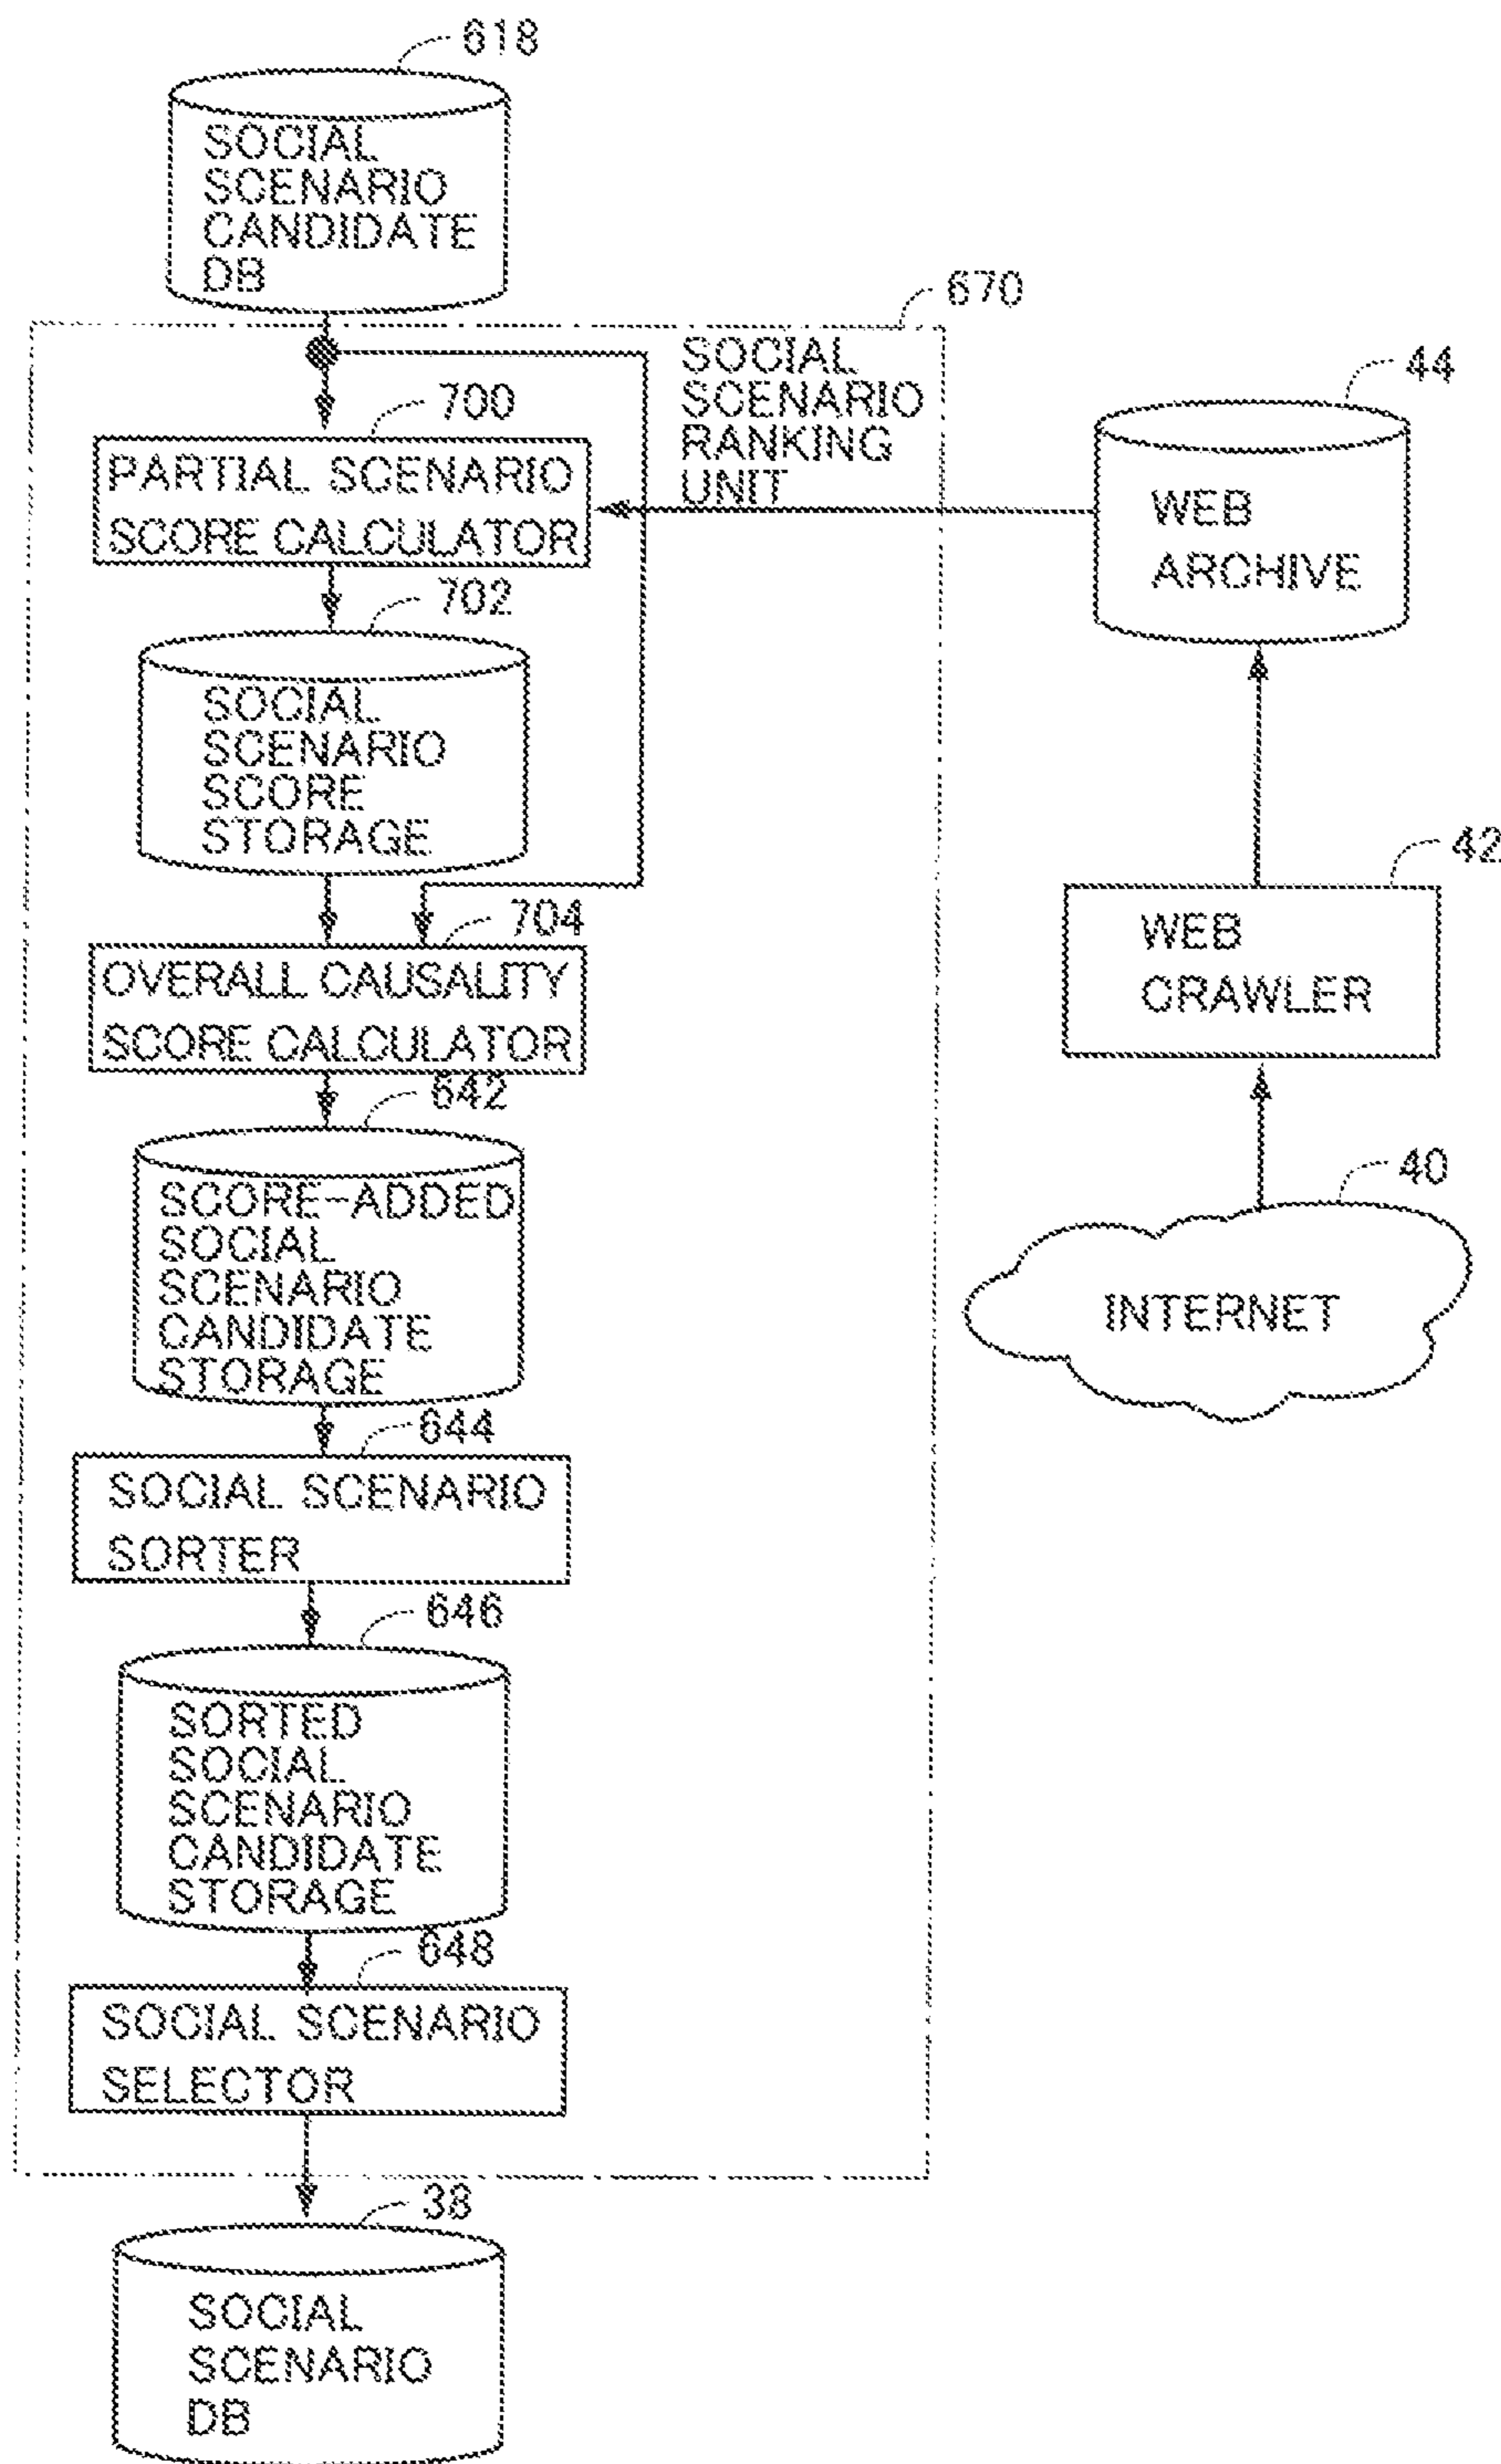 618
SOCIAL
SCENARIO
CANDIDATE
DB
670
SOCIAL
SCENARIO
RANKING
UNIT
700
PARTIAL SCENARIO
SCORE CALCULATOR
44
WEB
ARCHIVE
702
SOCIAL
SCENARIO
SCORE
STORAGE
42
WEB
CRAWLER
704
OVERALL CAUSALITY
SCORE CALCULATOR
40
INTERNET
642
SCORE-ADDED
SOCIAL
SCENARIO
CANDIDATE
STORAGE
644
SOCIAL SCENARIO
SORTER
646
SORTED
SOCIAL
SCENARIO
CANDIDATE
STORAGE
648
SOCIAL SCENARIO
SELECTOR
38
SOCIAL
SCENARIO
DB